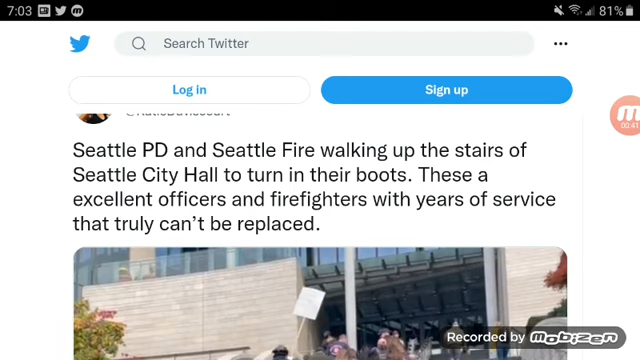 7:03
81%
Search Twitter
Log in
Sign up
00:41
Seattle PD and Seattle Fire walking up the stairs of
Seattle City Hall to turn in their boots. These a
excellent officers and firefighters with years of service
that truly can't be replaced.
Recorded by mobizen